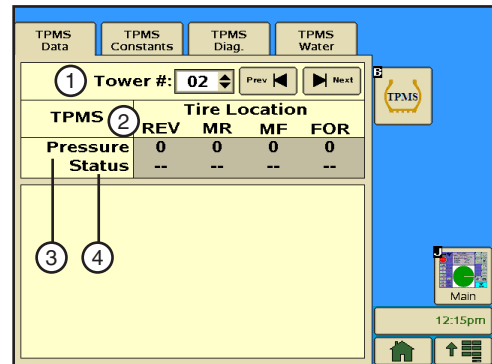 TPMS Data
TPMS Constants
TPMS Diag.
TPMS Water
1 Tower #: 02 Prev Next
TPMS 2 Tire Location
REV MR MF FOR
Pressure 0 0 0 0
Status -- -- -- --
3 4
B
TPMS
J
Main
12:15pm